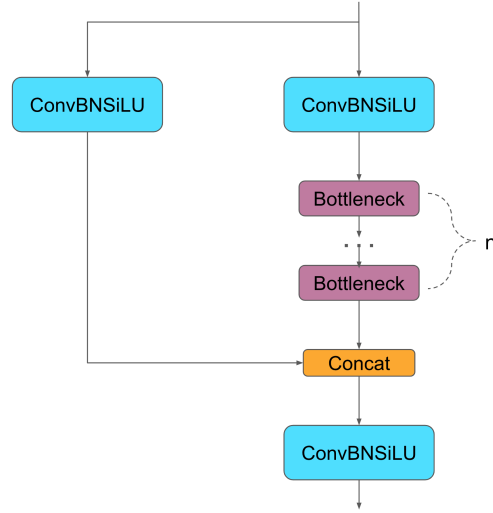 ConvBNSiLU
ConvBNSiLU
Bottleneck
. . .
n
Bottleneck
Concat
ConvBNSiLU